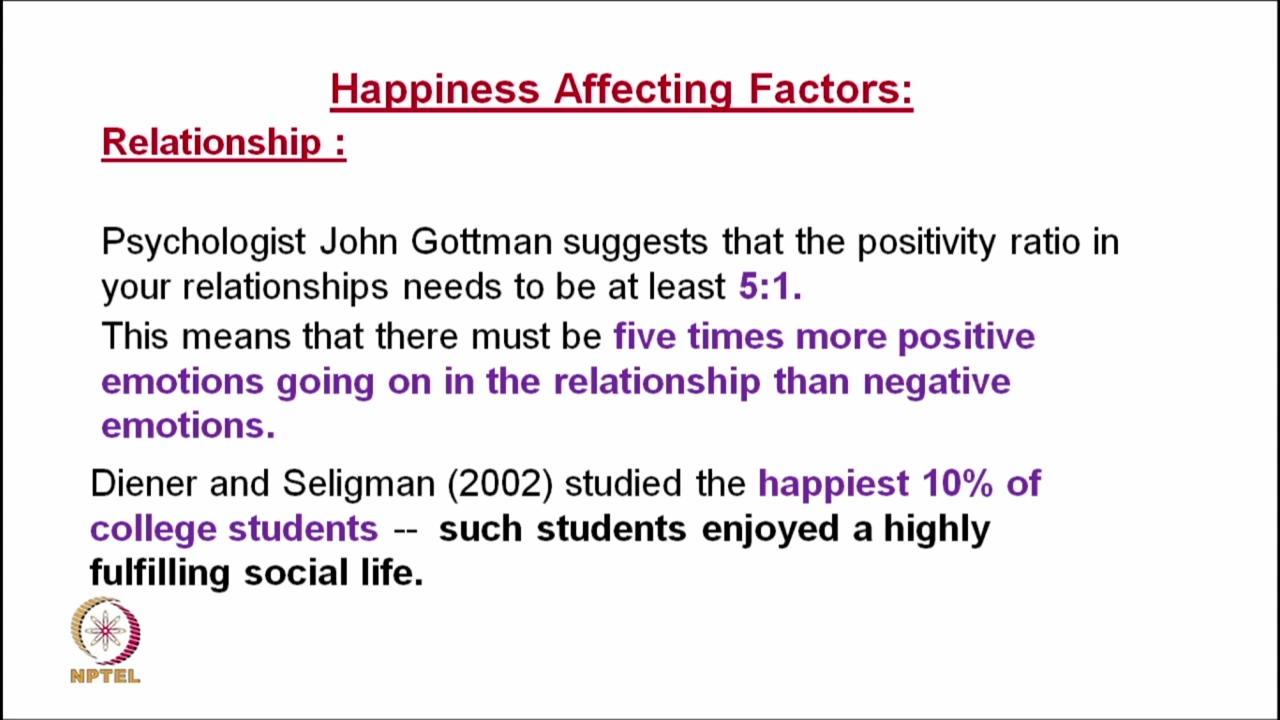 Happiness Affecting Factors:
Relationship :
Psychologist John Gottman suggests that the positivity ratio in
your relationships needs to be at least 5:1.
This means that there must be five times more positive
emotions going on in the relationship than negative
emotions.
Diener and Seligman (2002) studied the happiest 10% of
college students -- such students enjoyed a highly
fulfilling social life.
NPTEL